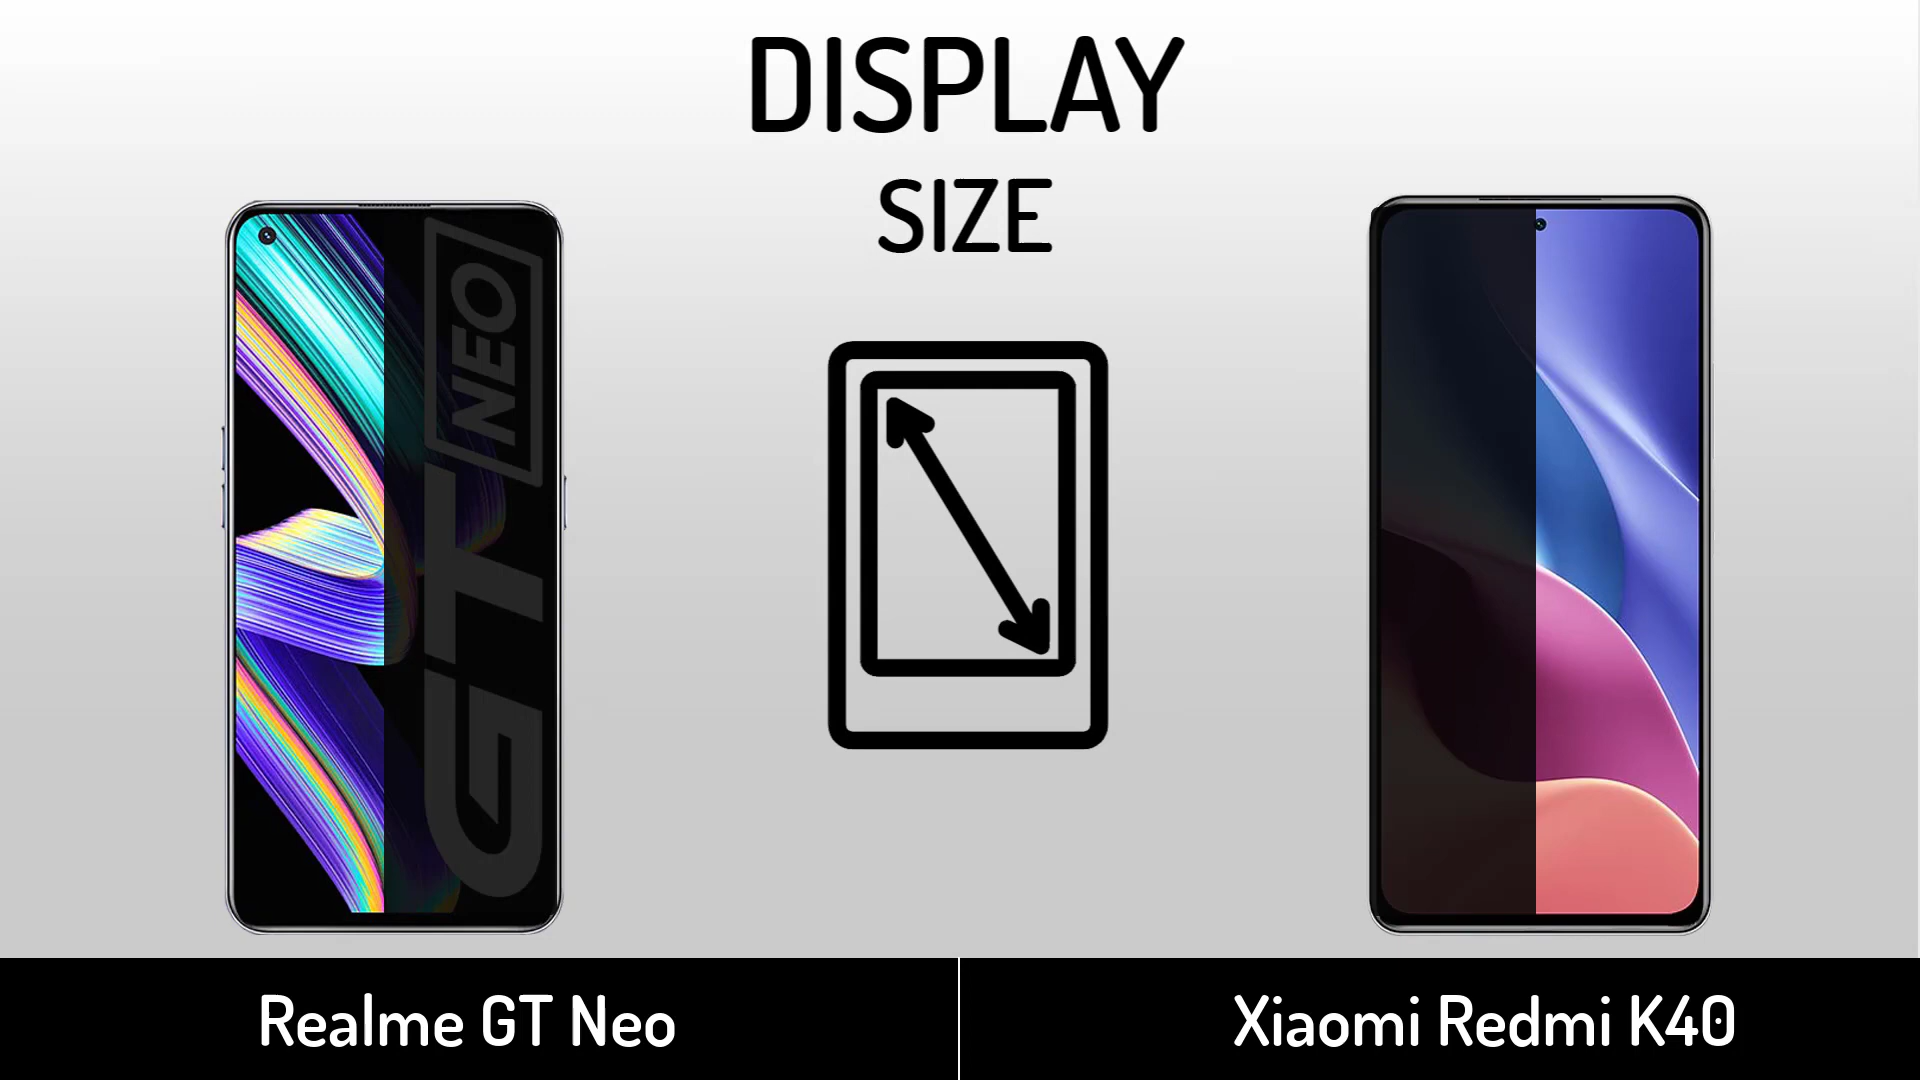 DISPLAY
SIZE
GT NEO
Realme GT Neo
Xiaomi Redmi K40